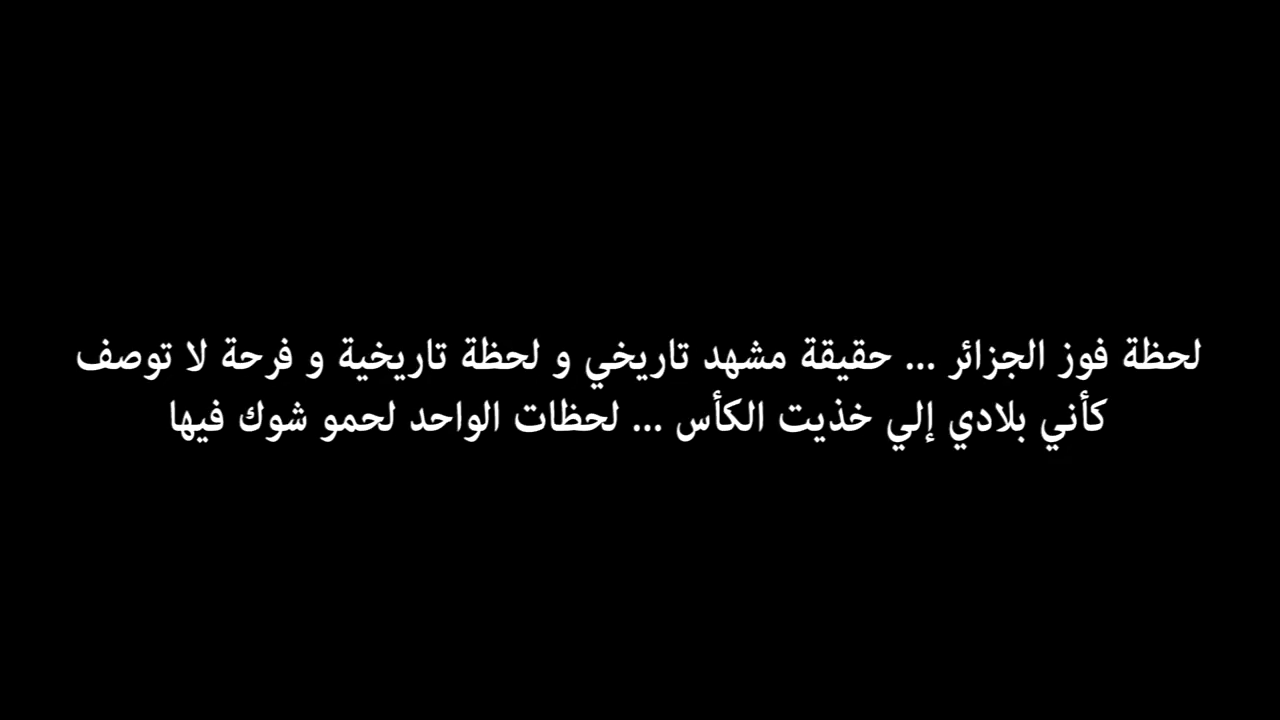 لحظة فوز الجزائر ... حقيقة مشهد تاريخي و لحظة تاريخية و فرحة لا توصف
كأني بلادي إلي خذيت الكأس ... لحظات الواحد لحمو شوك فيها